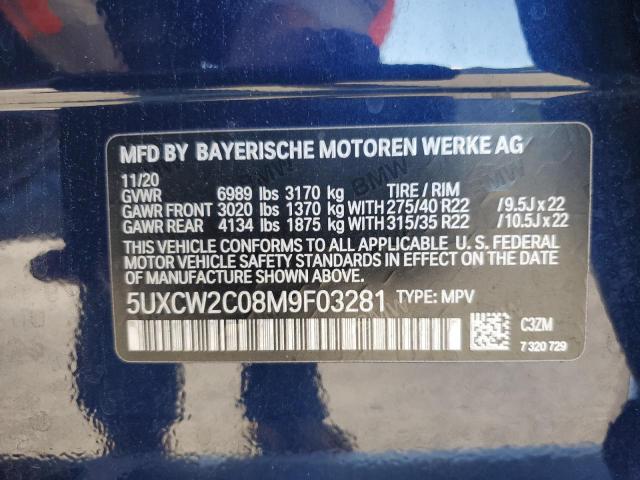 MFD BY BAYERISCHE MOTOREN WERKE AG
11/20
GVWR 6989 lbs 3170 kg TIRE / RIM
GAWR FRONT 3020 lbs 1370 kg WITH 275/40 R22 /9.5J x 22
GAWR REAR 4134 lbs 1875 kg WITH 315/35 R22 /10.5J x 22
THIS VEHICLE CONFORMS TO ALL APPLICABLE U. S. FEDERAL
MOTOR VEHICLE SAFETY STANDARDS IN EFFECT ON THE DATE
OF MANUFACTURE SHOWN ABOVE.
5UXCW2C08M9F03281 TYPE: MPV
C3ZM
7 320 729